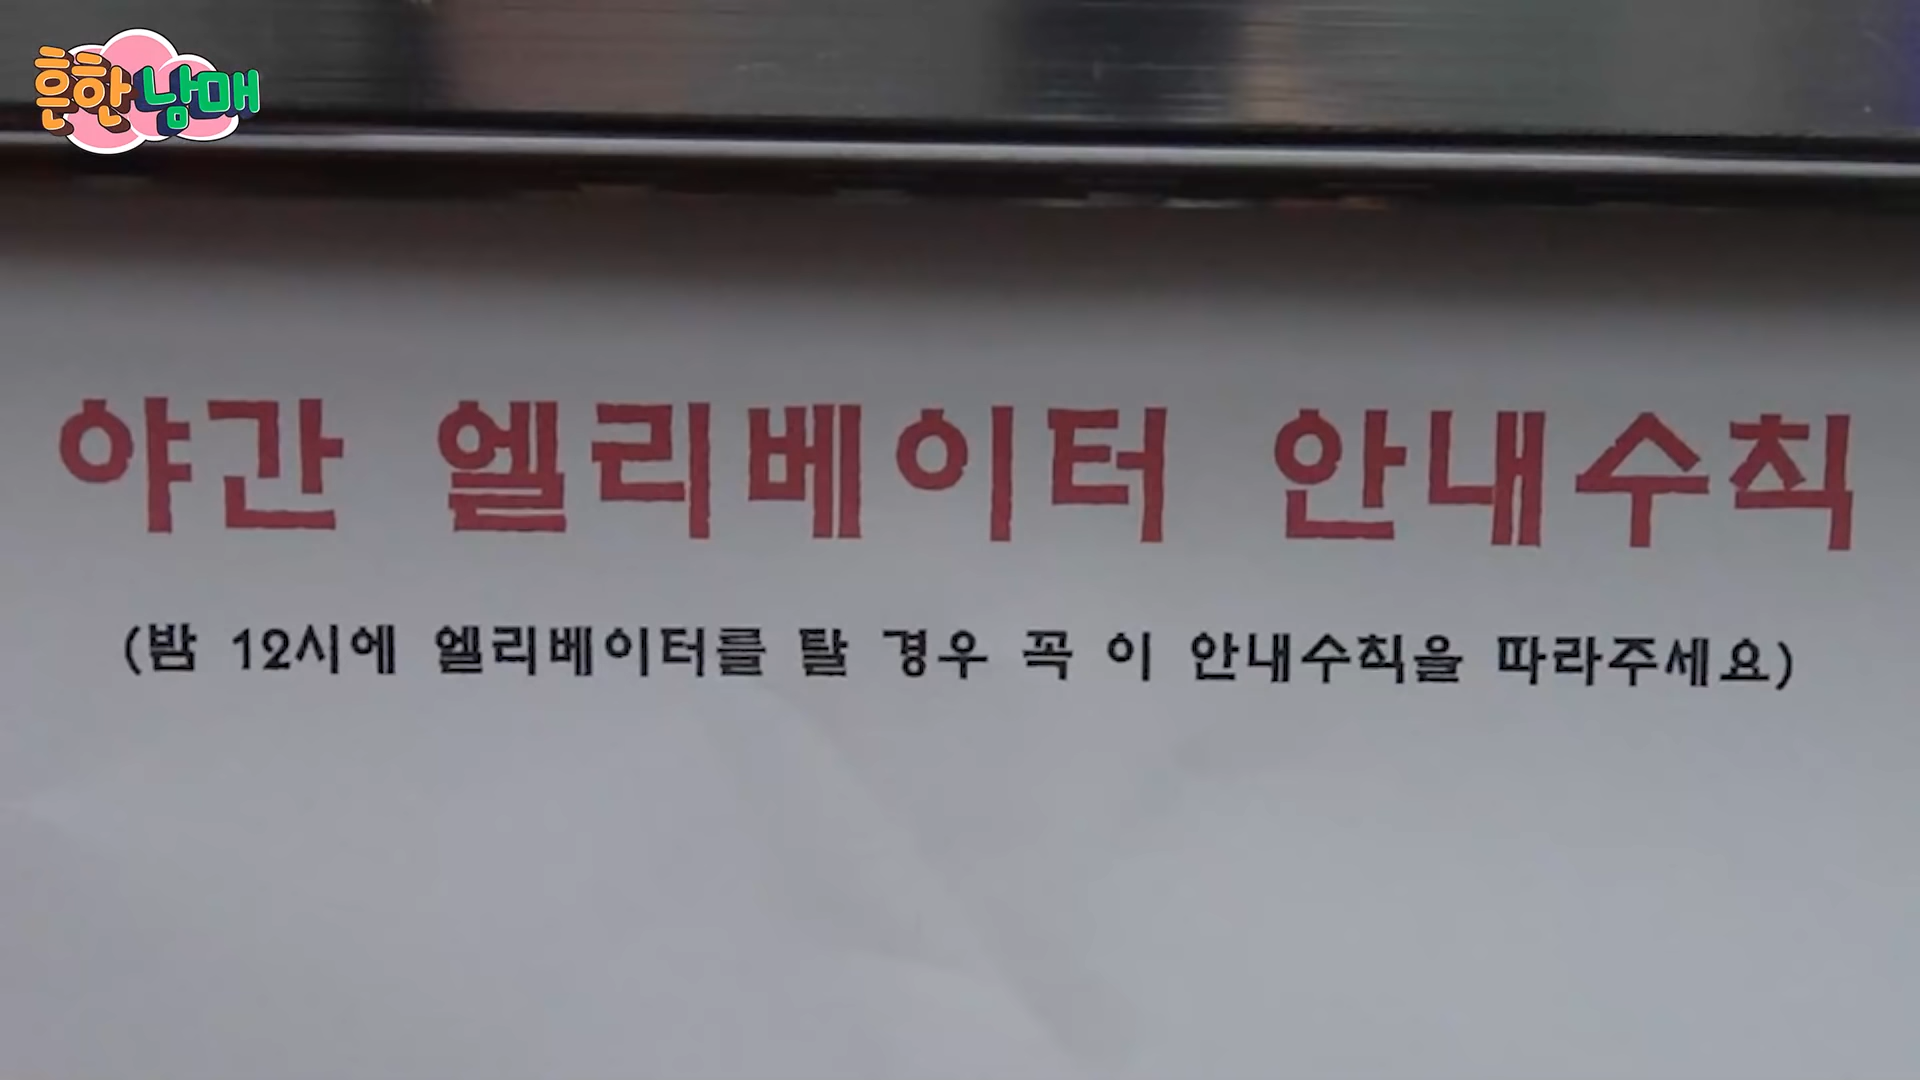 흔한남매
야간 엘리베이터 안내수칙
(밤 12시에 엘리베이터를 탈 경우 꼭 이 안내수칙을 따라주세요)